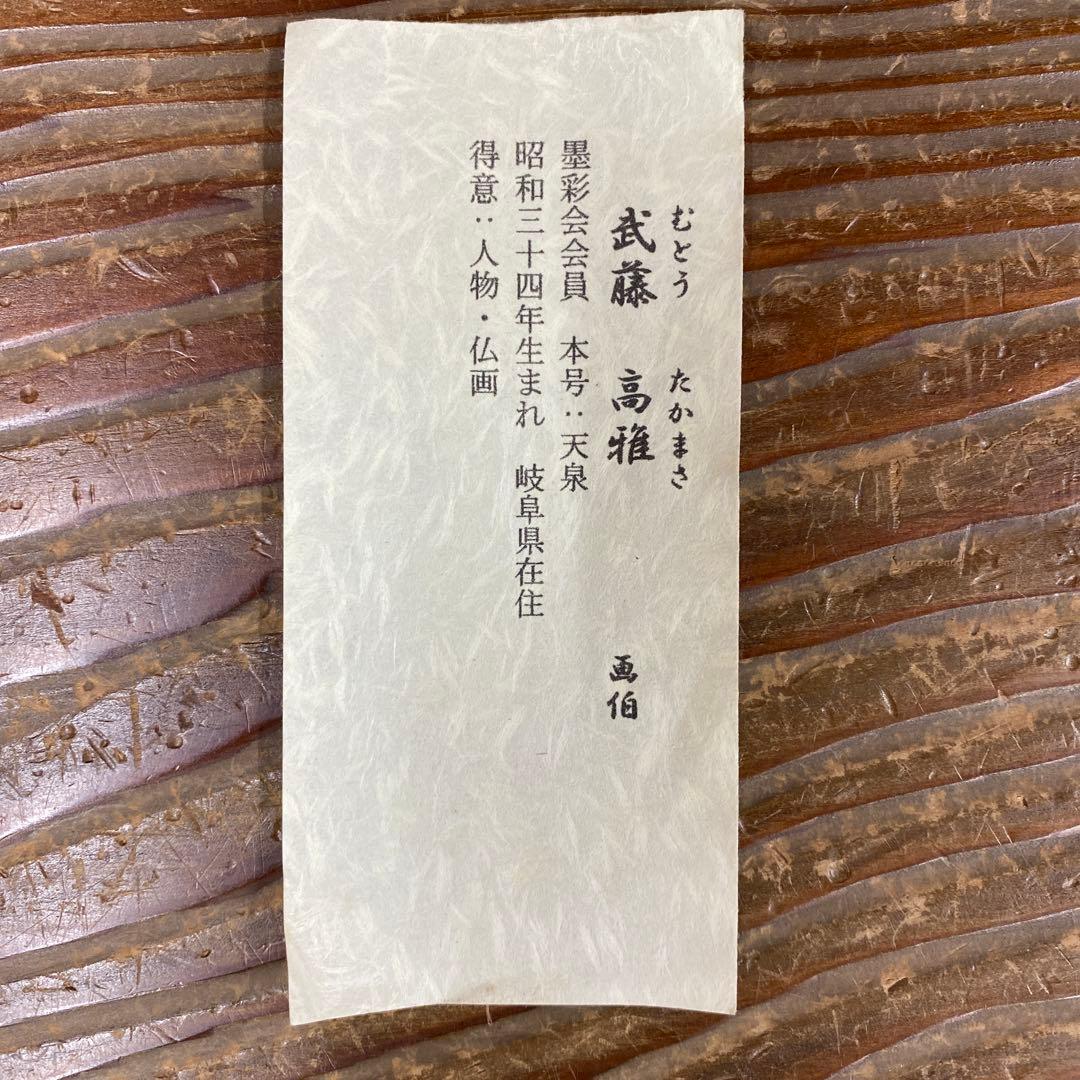 むとう たかまさ
武藤 高雅 画伯
墨彩会会員 本号：天泉
昭和三十四年生まれ 岐阜県在住
得意：人物・仏画